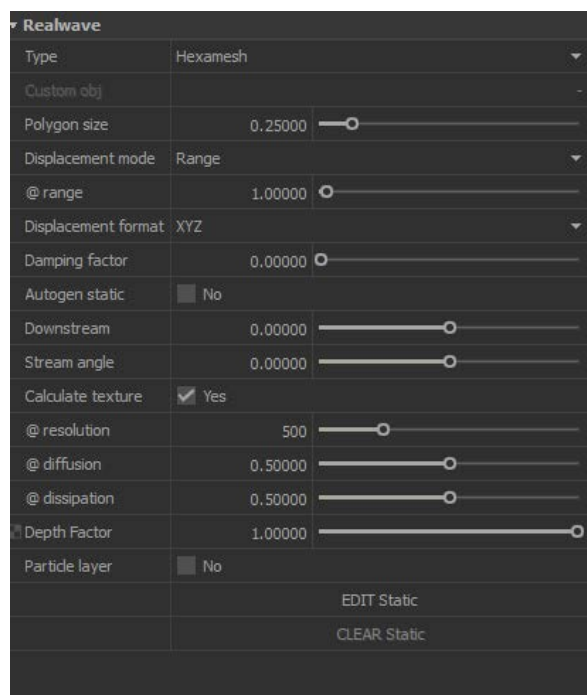 Realwave
Type Hexamesh
Custom obj -
Polygon size 0.25000
Displacement mode Range
@ range 1.00000
Displacement format XYZ
Damping factor 0.00000
Autogen static No
Downstream 0.00000
Stream angle 0.00000
Calculate texture Yes
@ resolution 500
@ diffusion 0.50000
@ dissipation 0.50000
Depth Factor 1.00000
Particle layer No
EDIT Static
CLEAR Static